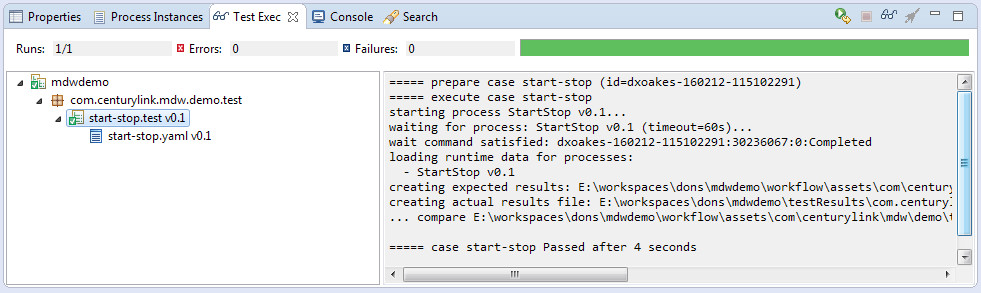 Properties Process Instances Test Exec Console Search
Runs: 1/1 Errors: 0 Failures: 0
mdwdemo
com.centurylink.mdw.demo.test
start-stop.test v0.1
start-stop.yaml v0.1
===== prepare case start-stop (id=dxoakes-160212-115102291)
===== execute case start-stop
starting process StartStop v0.1...
waiting for process: StartStop v0.1 (timeout=60s)...
wait command satisfied: dxoakes-160212-115102291:30236067:0:Completed
loading runtime data for processes:
- StartStop v0.1
creating expected results: E:\workspaces\dons\mdwdemo\workflow\assets\com\century
creating actual results file: E:\workspaces\dons\mdwdemo\testResults\com.centuryl
... compare E:\workspaces\dons\mdwdemo\workflow\assets\com\centurylink\mdw\demo\t
===== case start-stop Passed after 4 seconds